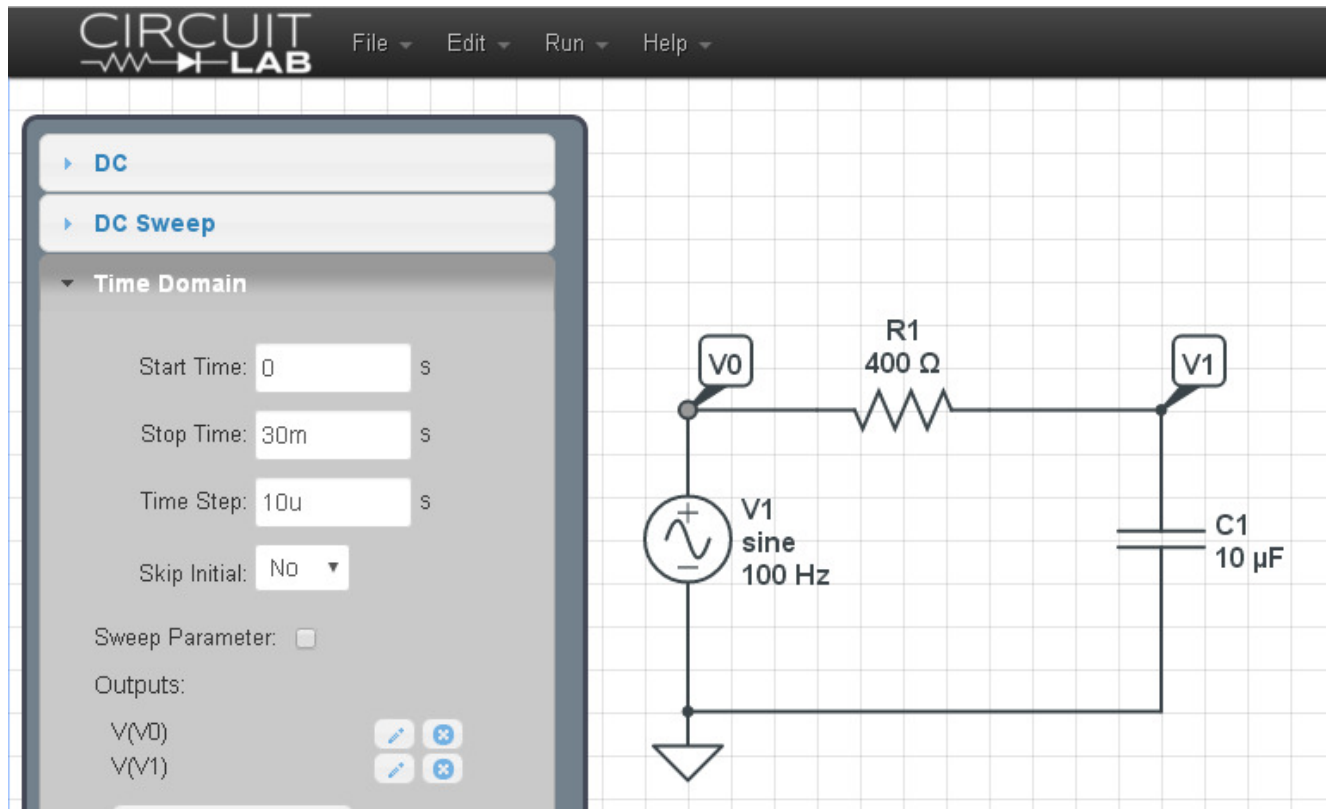 CIRCUIT
LAB
File Edit Run Help
DC
DC Sweep
Time Domain
Start Time: 0 s
Stop Time: 30m s
Time Step: 10u s
Skip Initial: No
Sweep Parameter:
Outputs:
V(V0)
V(V1)
V0
R1
400 Ω
V1
V1
sine
100 Hz
C1
10 µF